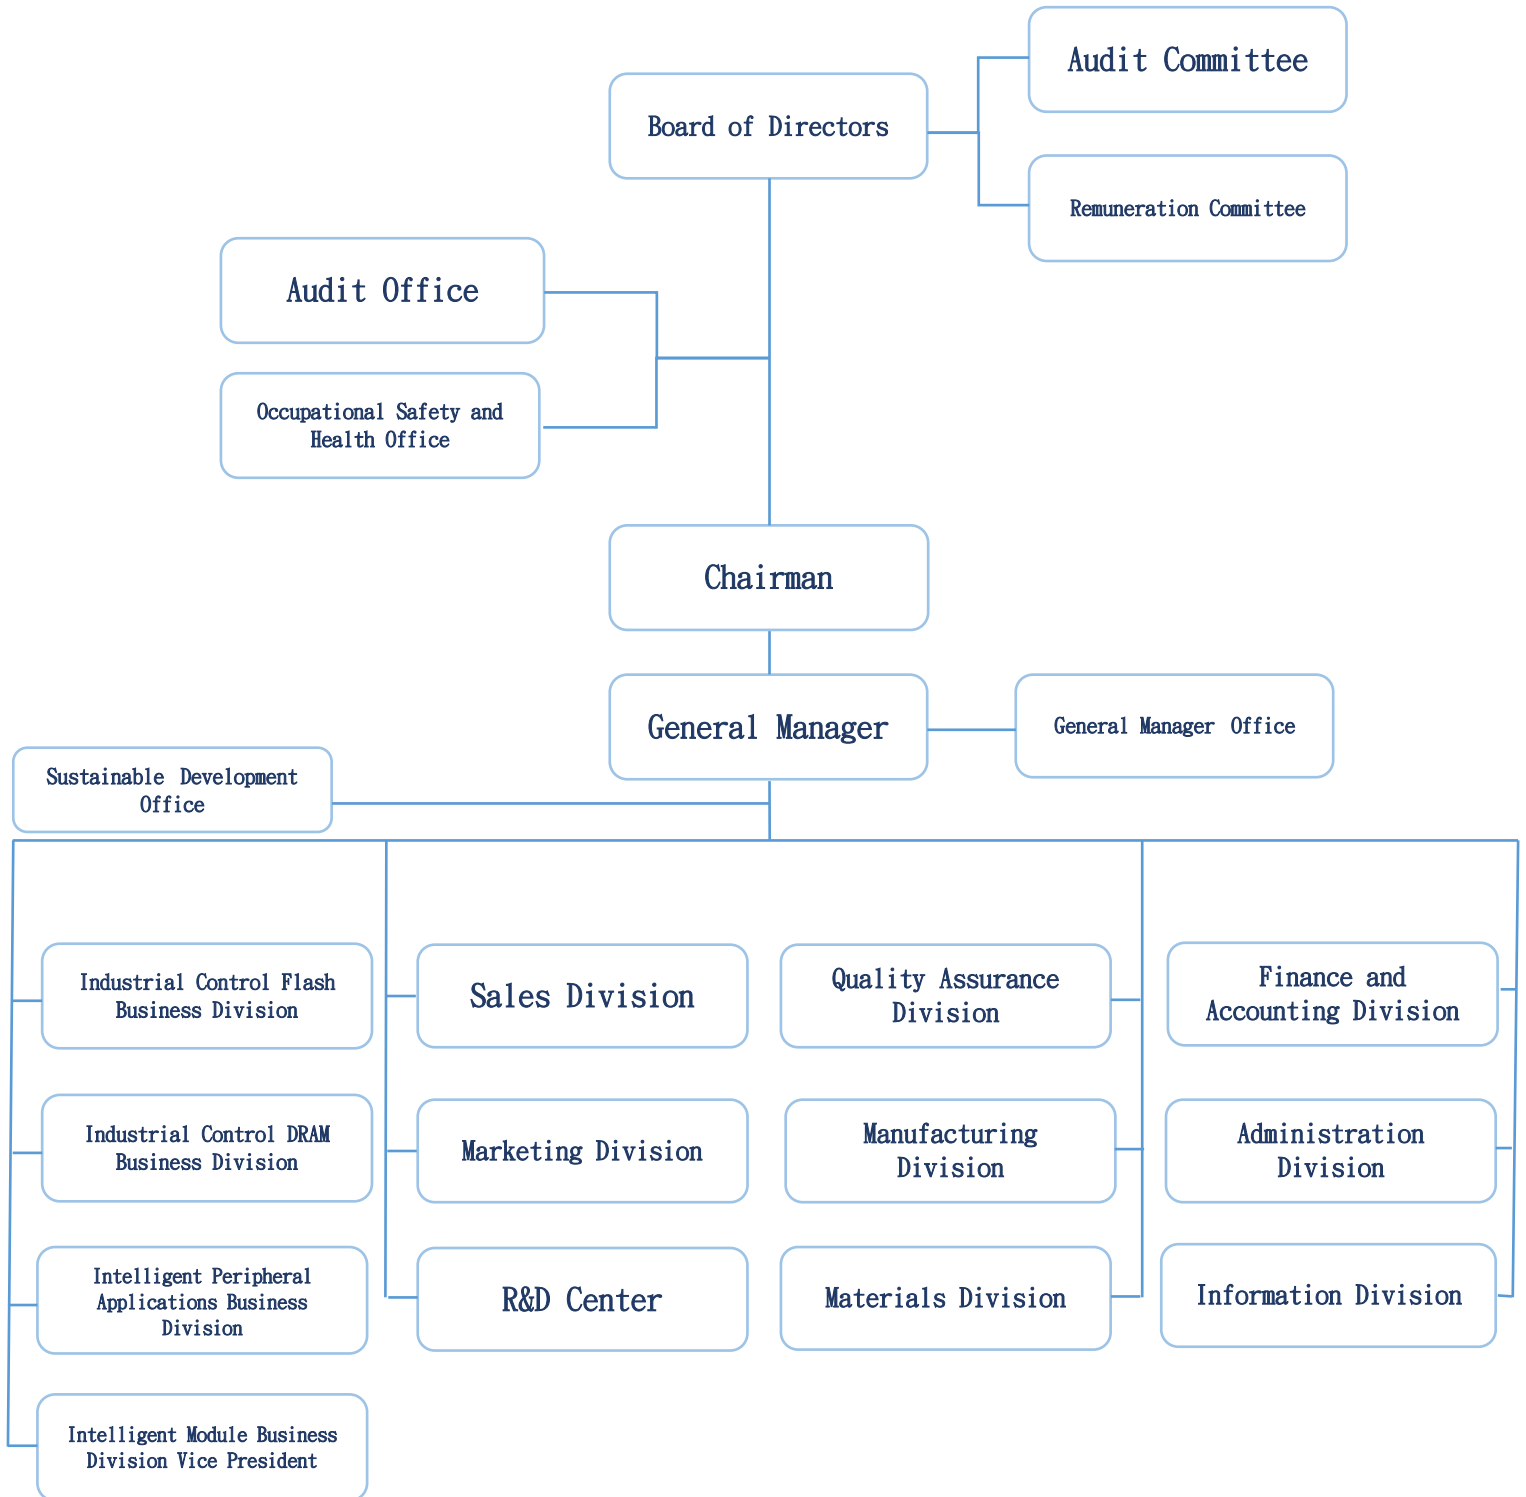 Audit Committee
Board of Directors
Remuneration Committee
Audit Office
Occupational Safety and
Health Office
Chairman
General Manager
General Manager Office
Sustainable Development
Office
Industrial Control Flash
Business Division
Sales Division
Quality Assurance
Division
Finance and
Accounting Division
Industrial Control DRAM
Business Division
Marketing Division
Manufacturing
Division
Administration
Division
Intelligent Peripheral
Applications Business
Division
R&D Center
Materials Division
Information Division
Intelligent Module Business
Division Vice President